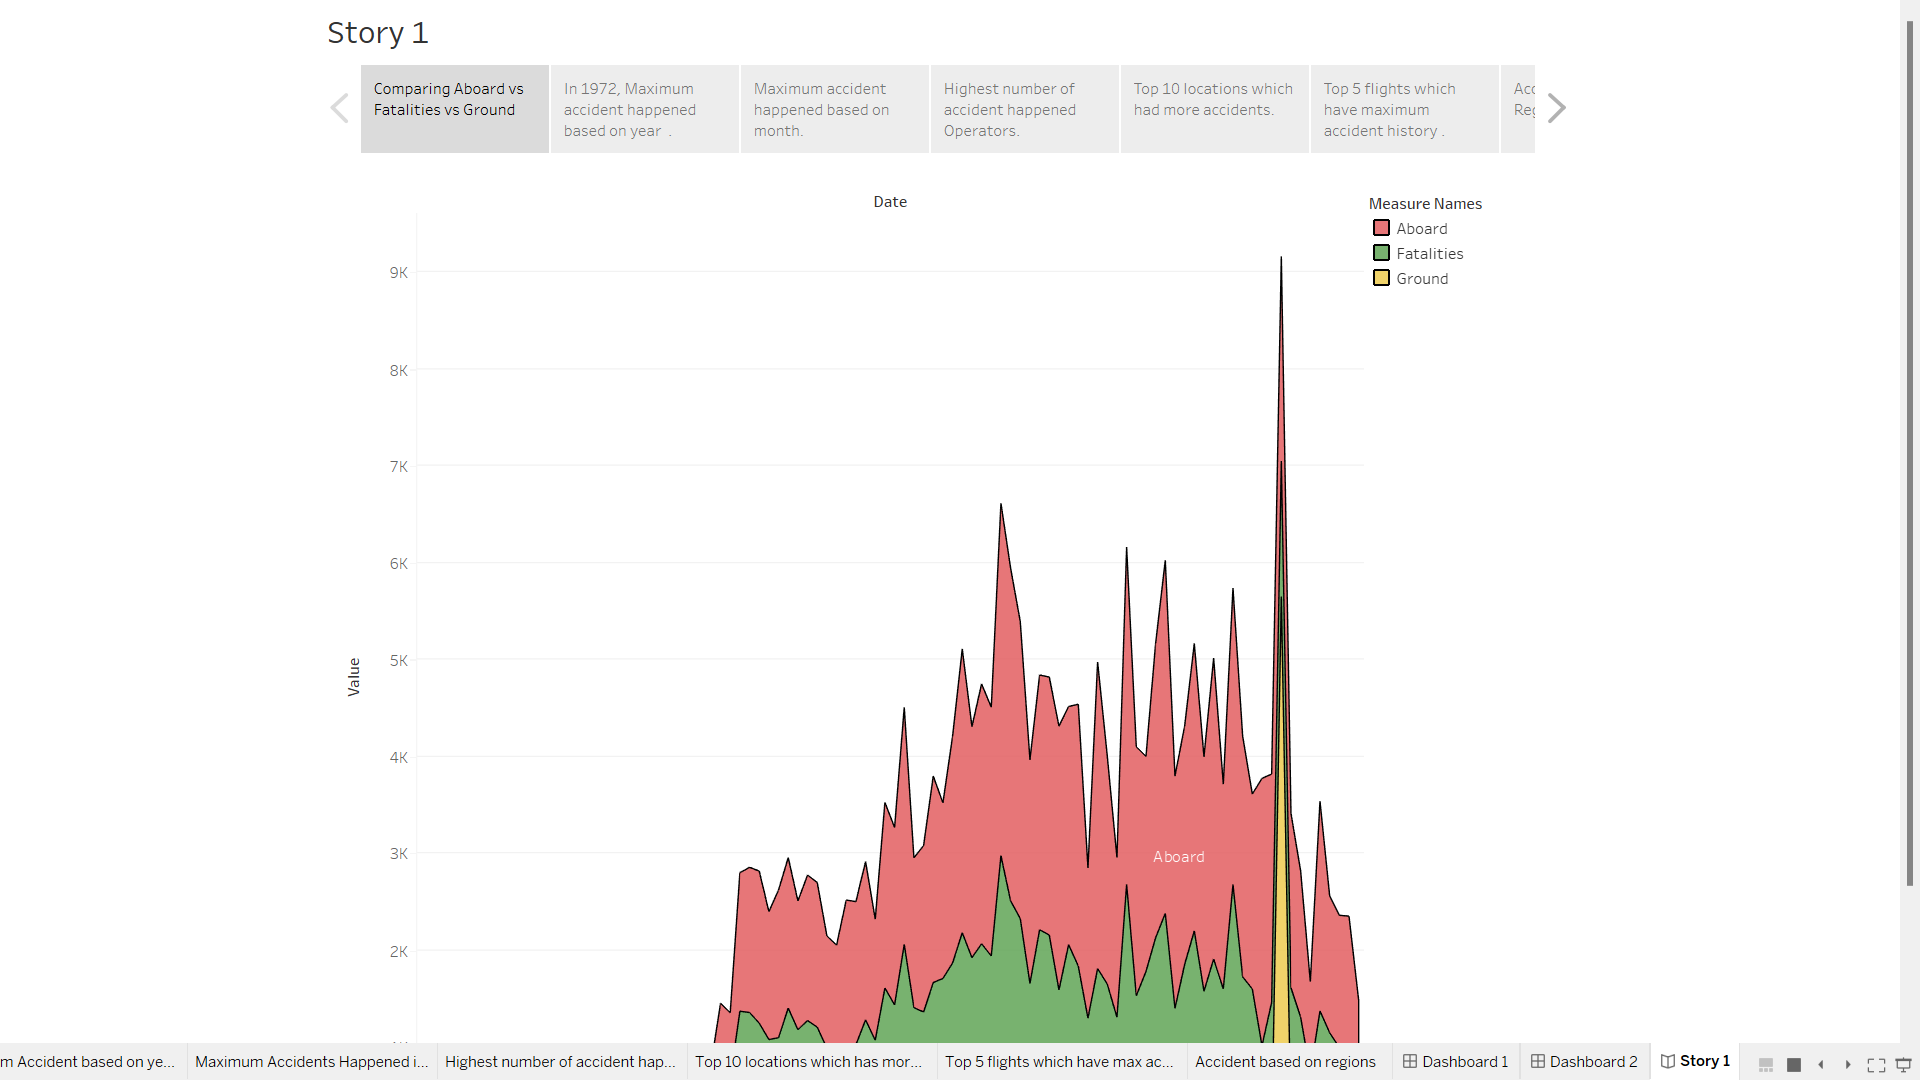 Story 1
Comparing Aboard vs
Fatalities vs Ground
In 1972, Maximum
accident happened
based on year .
Maximum accident
happened based on
month.
Highest number of
accident happened
Operators.
Top 10 locations which
had more accidents.
Top 5 flights which
have maximum
accident history .
Date
Measure Names
Aboard
Fatalities
Ground
9K
8K
7K
6K
5K
4K
3K
2K
Value
Aboard
m Accident based on ye...
Maximum Accidents Happened i...
Highest number of accident hap...
Top 10 locations which has mor...
Top 5 flights which have max ac...
Accident based on regions
Dashboard 1
Dashboard 2
Story 1